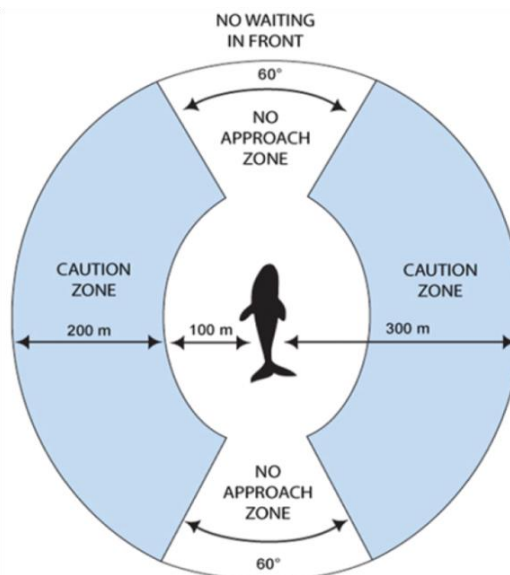 NO WAITING
IN FRONT
60°
NO
APPROACH
ZONE
CAUTION
ZONE
CAUTION
ZONE
200 m
100 m
300 m
NO
APPROACH
ZONE
60°